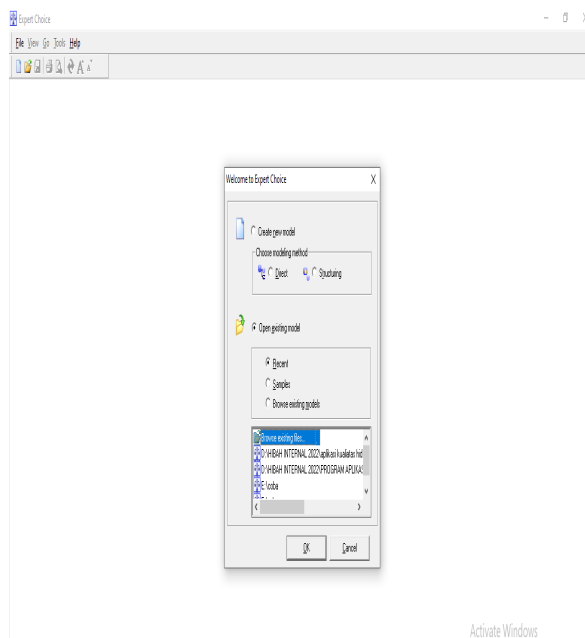 Expert Choice
File View Go Tools Help
Welcome to Expert Choice
Create new model
Choose modeling method
Direct Structuring
Open existing model
Recent
Samples
Browse existing models
Browse existing files...
D:\HIBAH INTERNAL 2022\aplikasi kualiatas hid
D:\HIBAH INTERNAL 2022\PROGRAM APLIKAS
E:\coba
OK Cancel
Activate Windows